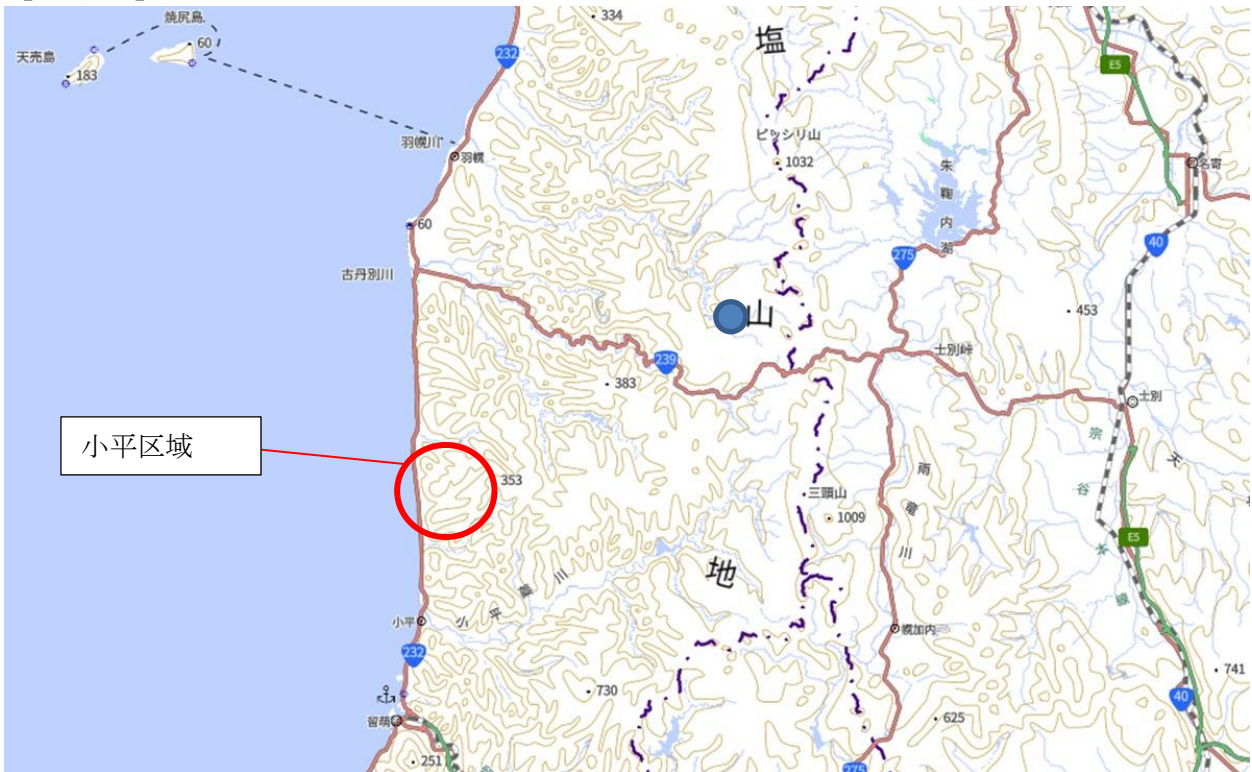 焼尻島
334
塩
232
60
天売島
183
E5
ピッシリ山
羽幌川
羽幌
1032
朱鞠内湖
名寄
60
40
275
古丹別川
山
453
239
士別峠
383
士別
小平区域
宗谷本線
天
353
雨竜川
三頭山
1009
E5
地
小平蘂川
小平
幌加内
232
741
730
40
留萌
625
251
275